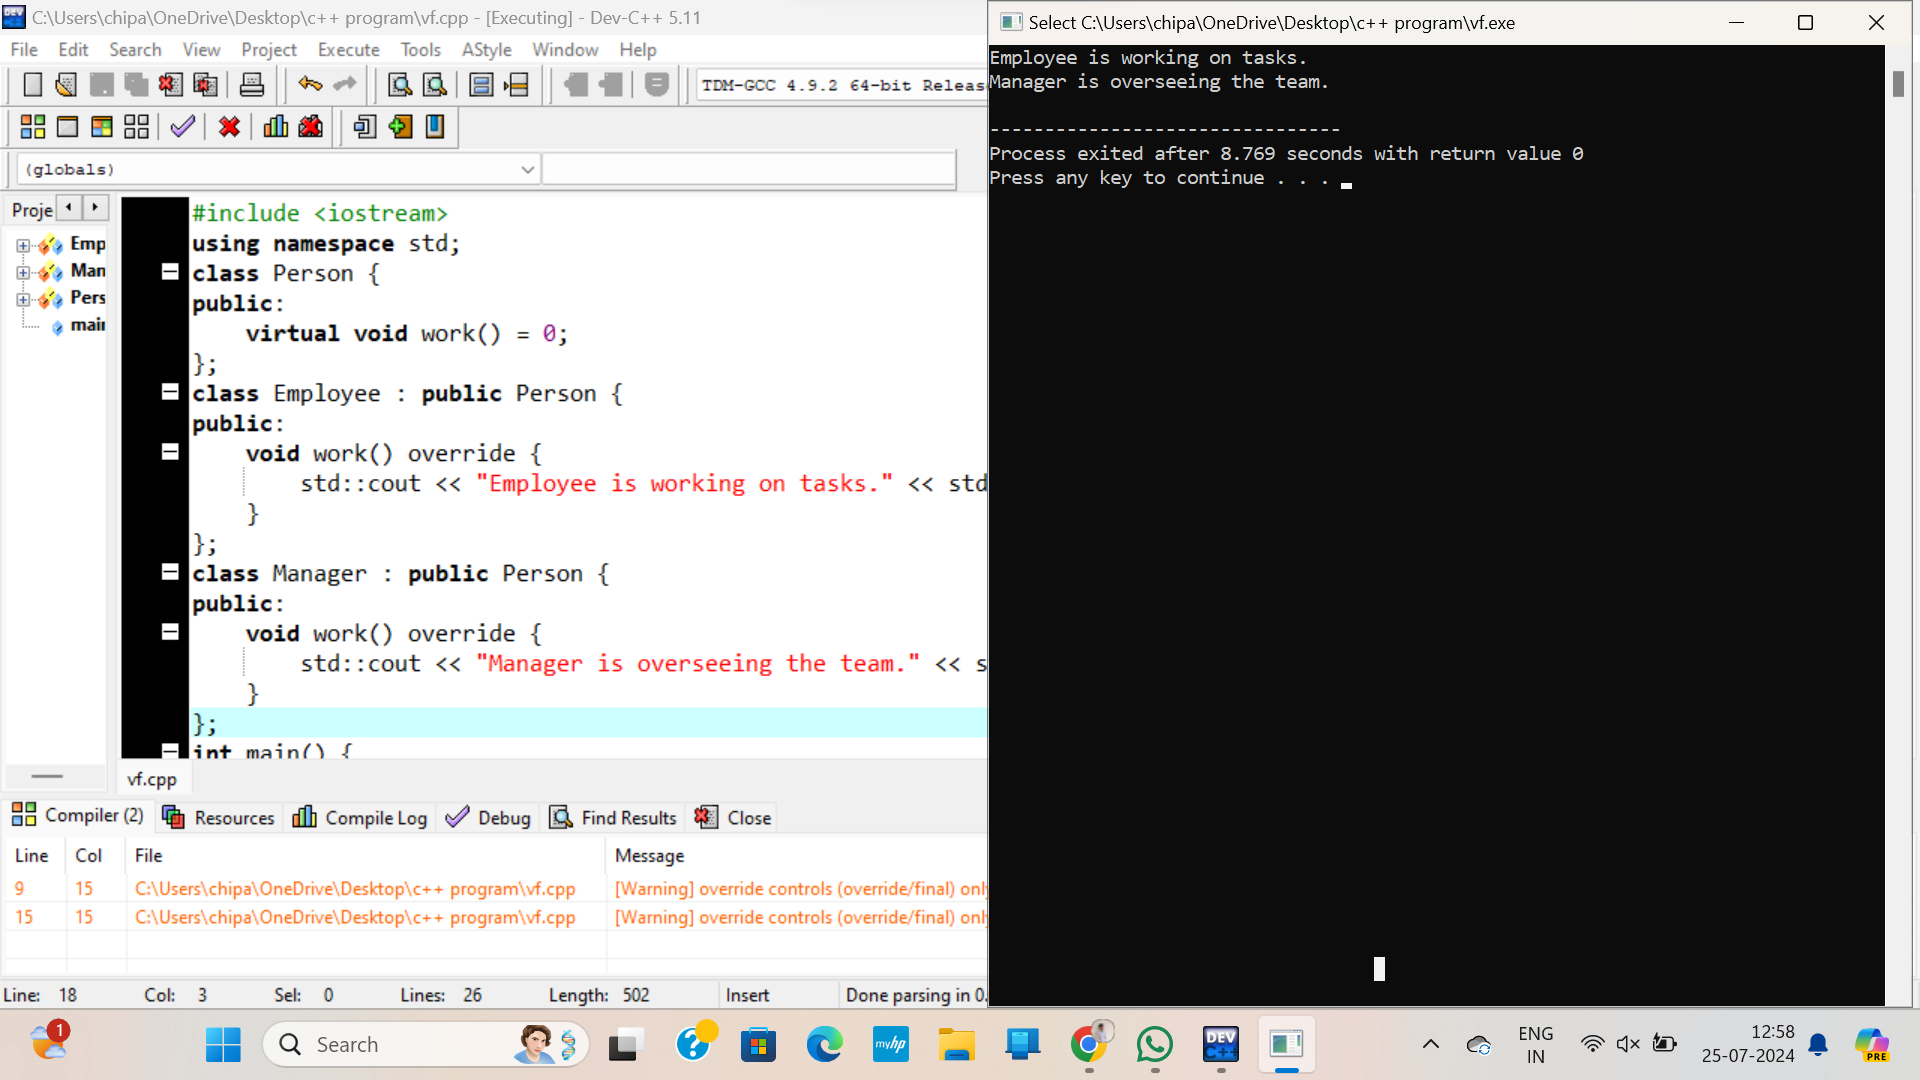 C:\Users\chipa\OneDrive\Desktop\c++ program\vf.cpp - [Executing] - Dev-C++ 5.11
File Edit Search View Project Execute Tools AStyle Window Help
TDM-GCC 4.9.2 64-bit Releas
(globals)
Proje
Emp
Man
Pers
main
#include <iostream>
using namespace std;
class Person {
public:
    virtual void work() = 0;
};
class Employee : public Person {
public:
    void work() override {
        std::cout << "Employee is working on tasks." << std
    }
};
class Manager : public Person {
public:
    void work() override {
        std::cout << "Manager is overseeing the team." << s
    }
};
int main() {
vf.cpp
Compiler (2) Resources Compile Log Debug Find Results Close
Line Col File Message
9 15 C:\Users\chipa\OneDrive\Desktop\c++ program\vf.cpp [Warning] override controls (override/final) only
15 15 C:\Users\chipa\OneDrive\Desktop\c++ program\vf.cpp [Warning] override controls (override/final) only
Line: 18 Col: 3 Sel: 0 Lines: 26 Length: 502 Insert Done parsing in 0.
Select C:\Users\chipa\OneDrive\Desktop\c++ program\vf.exe
Employee is working on tasks.
Manager is overseeing the team.
--------------------------------
Process exited after 8.769 seconds with return value 0
Press any key to continue . . .
1
Search
myhp
DEV
C++
ENG
IN
12:58
25-07-2024
PRE